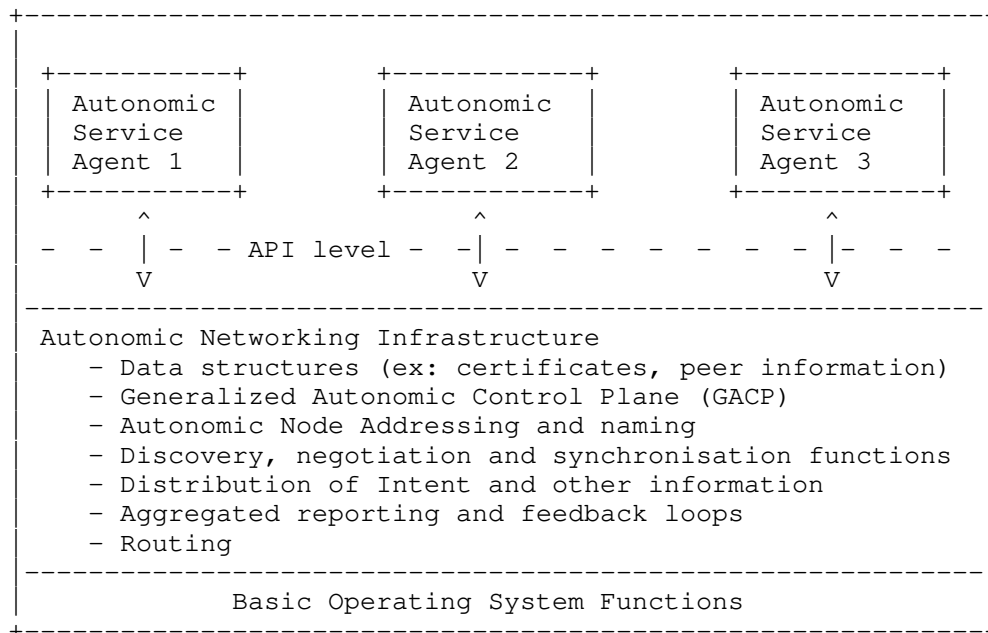 Autonomic Autonomic Autonomic
Service Service Service
Agent 1 Agent 2 Agent 3
^ ^ ^
- - | - - API level - -| - - - - - - - -|- - -
V V V
Autonomic Networking Infrastructure
- Data structures (ex: certificates, peer information)
- Generalized Autonomic Control Plane (GACP)
- Autonomic Node Addressing and naming
- Discovery, negotiation and synchronisation functions
- Distribution of Intent and other information
- Aggregated reporting and feedback loops
- Routing
Basic Operating System Functions